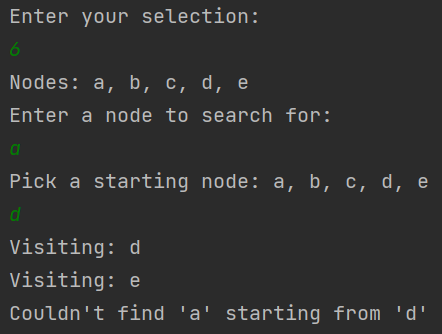 Enter your selection:
6
Nodes: a, b, c, d, e
Enter a node to search for:
a
Pick a starting node: a, b, c, d, e
d
Visiting: d
Visiting: e
Couldn't find 'a' starting from 'd'